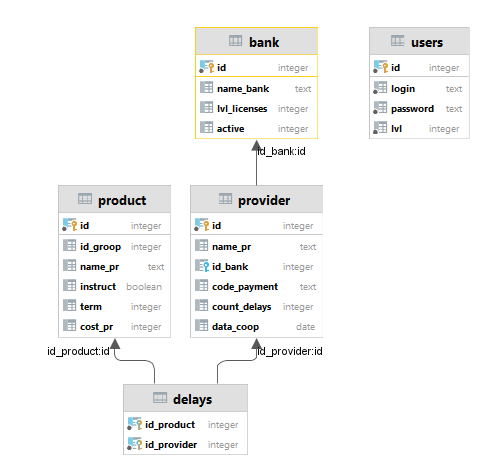 bank
id integer
name_bank text
lvl_licenses integer
active integer
users
id integer
login text
password text
lvl integer
id_bank:id
product
id integer
id_groop integer
name_pr text
instruct boolean
term integer
cost_pr integer
provider
id integer
name_pr text
id_bank integer
code_payment text
count_delays integer
data_coop date
id_product:id
id_provider:id
delays
id_product integer
id_provider integer